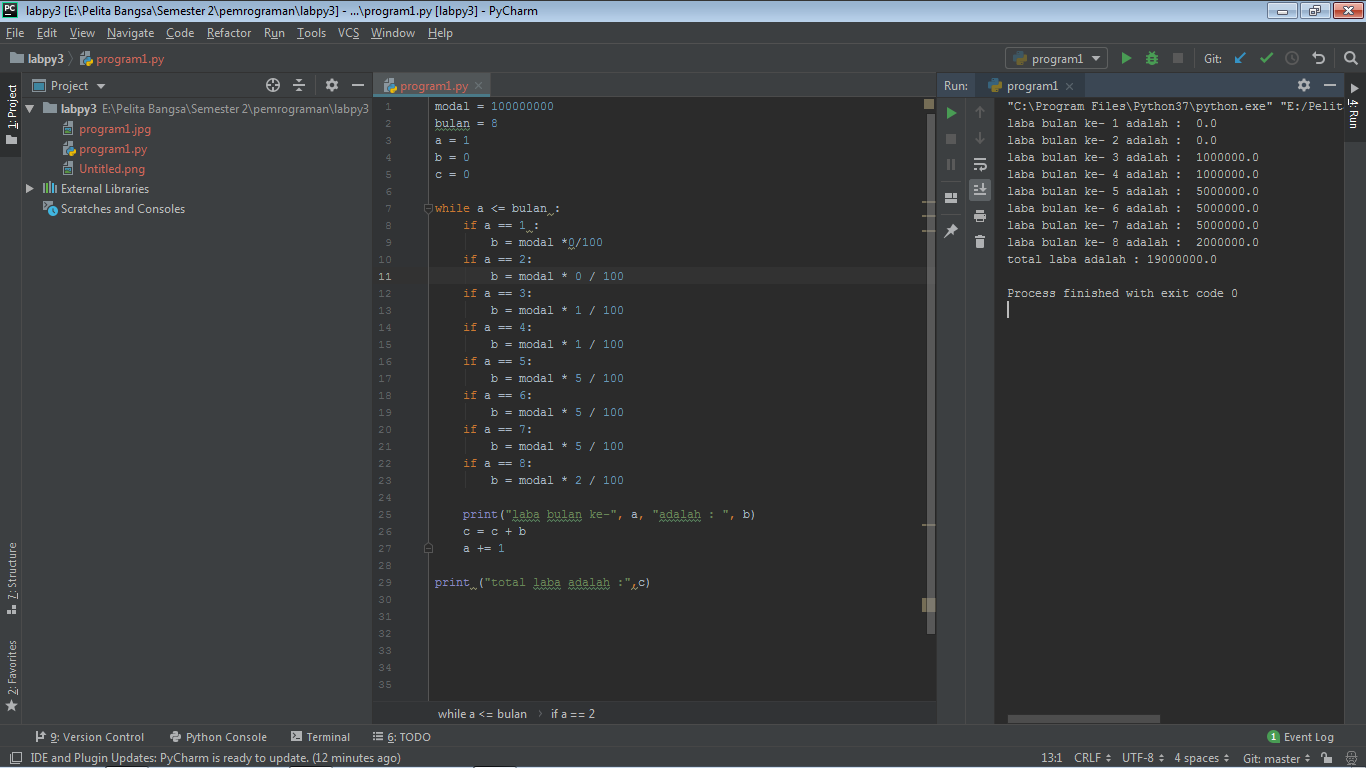 labpy3 [E:\Pelita Bangsa\Semester 2\pemrograman\labpy3] - ...\program1.py [labpy3] - PyCharm
File Edit View Navigate Code Refactor Run Tools VCS Window Help
labpy3 program1.py program1 Git:
1: Project
Project
labpy3 E:\Pelita Bangsa\Semester 2\pemrograman\labpy3
program1.jpg
program1.py
Untitled.png
External Libraries
Scratches and Consoles
7: Structure
2: Favorites
program1.py
1 modal = 100000000
2 bulan = 8
3 a = 1
4 b = 0
5 c = 0
6
7 while a <= bulan :
8     if a == 1 :
9         b = modal *0/100
10     if a == 2:
11         b = modal * 0 / 100
12     if a == 3:
13         b = modal * 1 / 100
14     if a == 4:
15         b = modal * 1 / 100
16     if a == 5:
17         b = modal * 5 / 100
18     if a == 6:
19         b = modal * 5 / 100
20     if a == 7:
21         b = modal * 5 / 100
22     if a == 8:
23         b = modal * 2 / 100
24
25     print("laba bulan ke-", a, "adalah : ", b)
26     c = c + b
27     a += 1
28
29 print ("total laba adalah :",c)
30
31
32
33
34
35
while a <= bulan if a == 2
Run: program1
"C:\Program Files\Python37\python.exe" "E:/Pelit
laba bulan ke- 1 adalah :  0.0
laba bulan ke- 2 adalah :  0.0
laba bulan ke- 3 adalah :  1000000.0
laba bulan ke- 4 adalah :  1000000.0
laba bulan ke- 5 adalah :  5000000.0
laba bulan ke- 6 adalah :  5000000.0
laba bulan ke- 7 adalah :  5000000.0
laba bulan ke- 8 adalah :  2000000.0
total laba adalah : 19000000.0
Process finished with exit code 0
4: Run
9: Version Control Python Console Terminal 6: TODO 1 Event Log
IDE and Plugin Updates: PyCharm is ready to update. (12 minutes ago) 13:1 CRLF UTF-8 4 spaces Git: master